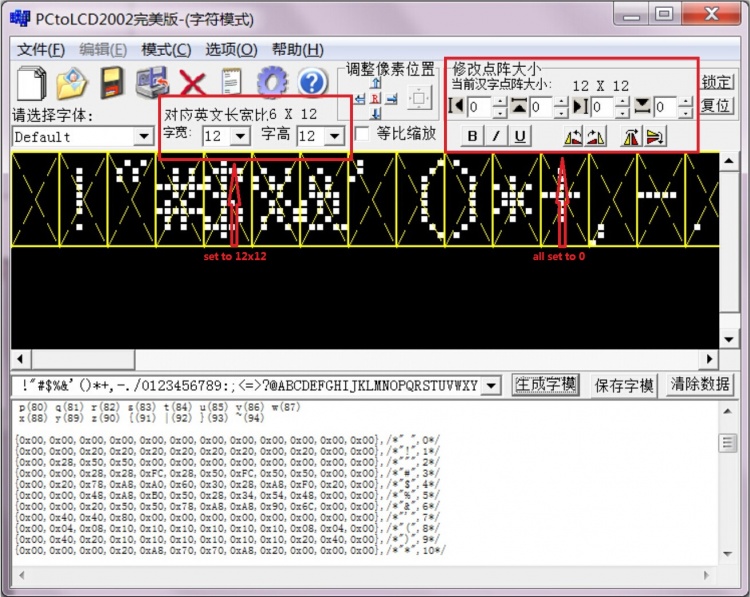 PCtoLCD2002完美版-(字符模式)
文件(F) 编辑(E) 模式(C) 选项(O) 帮助(H)
调整像素位置
修改点阵大小
当前汉字点阵大小: 12 X 12
锁定
复位
0 0 0 0
B I U
请选择字体:
Default
对应英文长宽比6 X 12
字宽: 12 字高 12
等比缩放
set to 12x12
all set to 0
!"#$%&'()*+,-./0123456789:;<=>?@ABCDEFGHIJKLMNOPQRSTUVWXY
生成字模 保存字模 清除数据
p(80) q(81) r(82) s(83) t(84) u(85) v(86) w(87)
x(88) y(89) z(90) {(91) |(92) }(93) ~(94)
{0x00,0x00,0x00,0x00,0x00,0x00,0x00,0x00,0x00,0x00,0x00,0x00},/*" ",0*/
{0x00,0x00,0x20,0x20,0x20,0x20,0x20,0x00,0x00,0x20,0x00,0x00},/*"!",1*/
{0x00,0x28,0x50,0x50,0x00,0x00,0x00,0x00,0x00,0x00,0x00,0x00},/*""",2*/
{0x00,0x00,0x28,0x28,0xFC,0x28,0x50,0xFC,0x50,0x50,0x00,0x00},/*"#",3*/
{0x00,0x20,0x78,0xA8,0xA0,0x60,0x30,0x28,0xA8,0xF0,0x20,0x00},/*"$",4*/
{0x00,0x00,0x48,0xA8,0xB0,0x50,0x28,0x34,0x54,0x48,0x00,0x00},/*"%",5*/
{0x00,0x00,0x20,0x50,0x50,0x78,0xA8,0xA8,0x90,0x6C,0x00,0x00},/*"&",6*/
{0x00,0x40,0x40,0x80,0x00,0x00,0x00,0x00,0x00,0x00,0x00,0x00},/*"'",7*/
{0x00,0x04,0x08,0x10,0x10,0x10,0x10,0x10,0x10,0x08,0x04,0x00},/*"(",8*/
{0x00,0x40,0x20,0x10,0x10,0x10,0x10,0x10,0x10,0x20,0x40,0x00},/*")",9*/
{0x00,0x00,0x00,0x20,0xA8,0x70,0x70,0xA8,0x20,0x00,0x00,0x00},/*"*",10*/